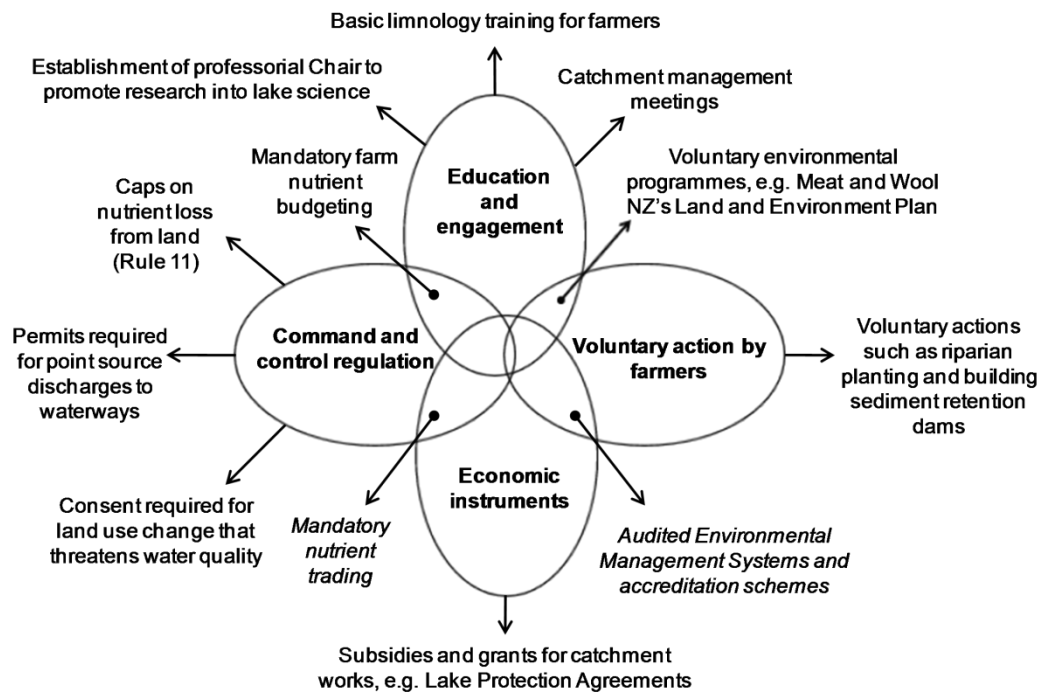 Basic limnology training for farmers
Establishment of professorial Chair to
promote research into lake science
Catchment management
meetings
Mandatory farm
nutrient
budgeting
Education
and
engagement
Voluntary environmental
programmes, e.g. Meat and Wool
NZ's Land and Environment Plan
Caps on
nutrient loss
from land
(Rule 11)
Permits required
for point source
discharges to
waterways
Command and
control regulation
Voluntary action by
farmers
Voluntary actions
such as riparian
planting and building
sediment retention
dams
Consent required for
land use change that
threatens water quality
Mandatory
nutrient
trading
Economic
instruments
Audited Environmental
Management Systems and
accreditation schemes
Subsidies and grants for catchment
works, e.g. Lake Protection Agreements